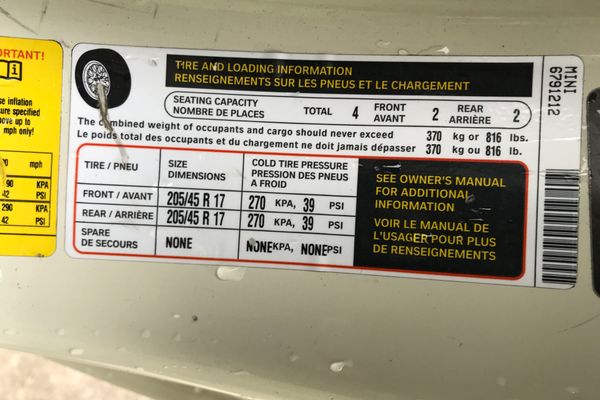 ORTANT!
se inflation
ure specified
ove up to
mph only!
mph
90 KPA
42 PSI
290 KPA
42 PSI
TIRE AND LOADING INFORMATION
RENSEIGNEMENTS SUR LES PNEUS ET LE CHARGEMENT
SEATING CAPACITY
NOMBRE DE PLACES
TOTAL 4
FRONT
AVANT 2
REAR
ARRIÈRE 2
The combined weight of occupants and cargo should never exceed 370 kg or 816 lbs.
Le poids total des occupants et du chargement ne doit jamais dépasser 370 kg ou 816 lb.
TIRE / PNEU
SIZE
DIMENSIONS
COLD TIRE PRESSURE
PRESSION DES PNEUS
A FROID
FRONT / AVANT 205/45 R 17 270 KPA, 39 PSI
REAR / ARRIÈRE 205/45 R 17 270 KPA, 39 PSI
SPARE
DE SECOURS NONE NONE KPA, NONE PSI
SEE OWNER'S MANUAL
FOR ADDITIONAL
INFORMATION
VOIR LE MANUEL DE
L'USAGER POUR PLUS
DE RENSEIGNEMENTS
MINI
6791212